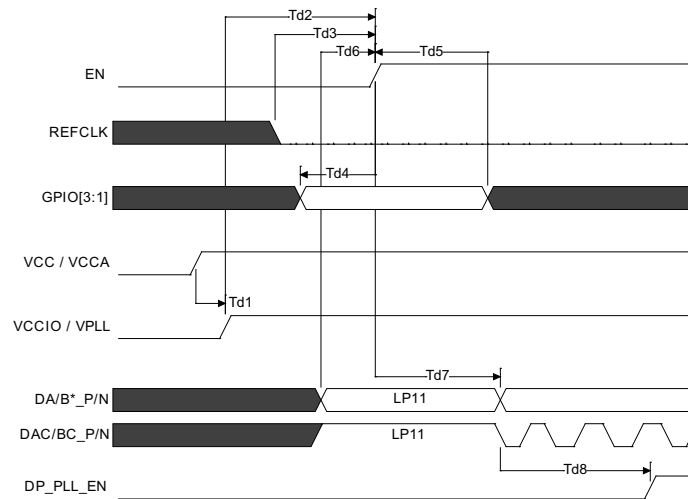 Td2
Td3
Td6
Td5
EN
REFCLK
Td4
GPIO[3:1]
VCC / VCCA
Td1
VCCIO / VPLL
Td7
DA/B*_P/N
LP11
DAC/BC_P/N
LP11
Td8
DP_PLL_EN